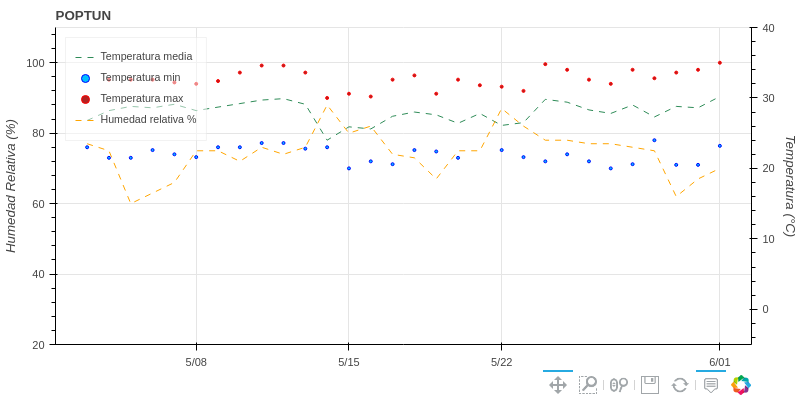 POPTUN
Temperatura media
Temperatura min
Temperatura max
Humedad relativa %
Humedad Relativa (%)
100
80
60
40
20
40
30
20
10
0
Temperatura (°C)
5/08
5/15
5/22
6/01